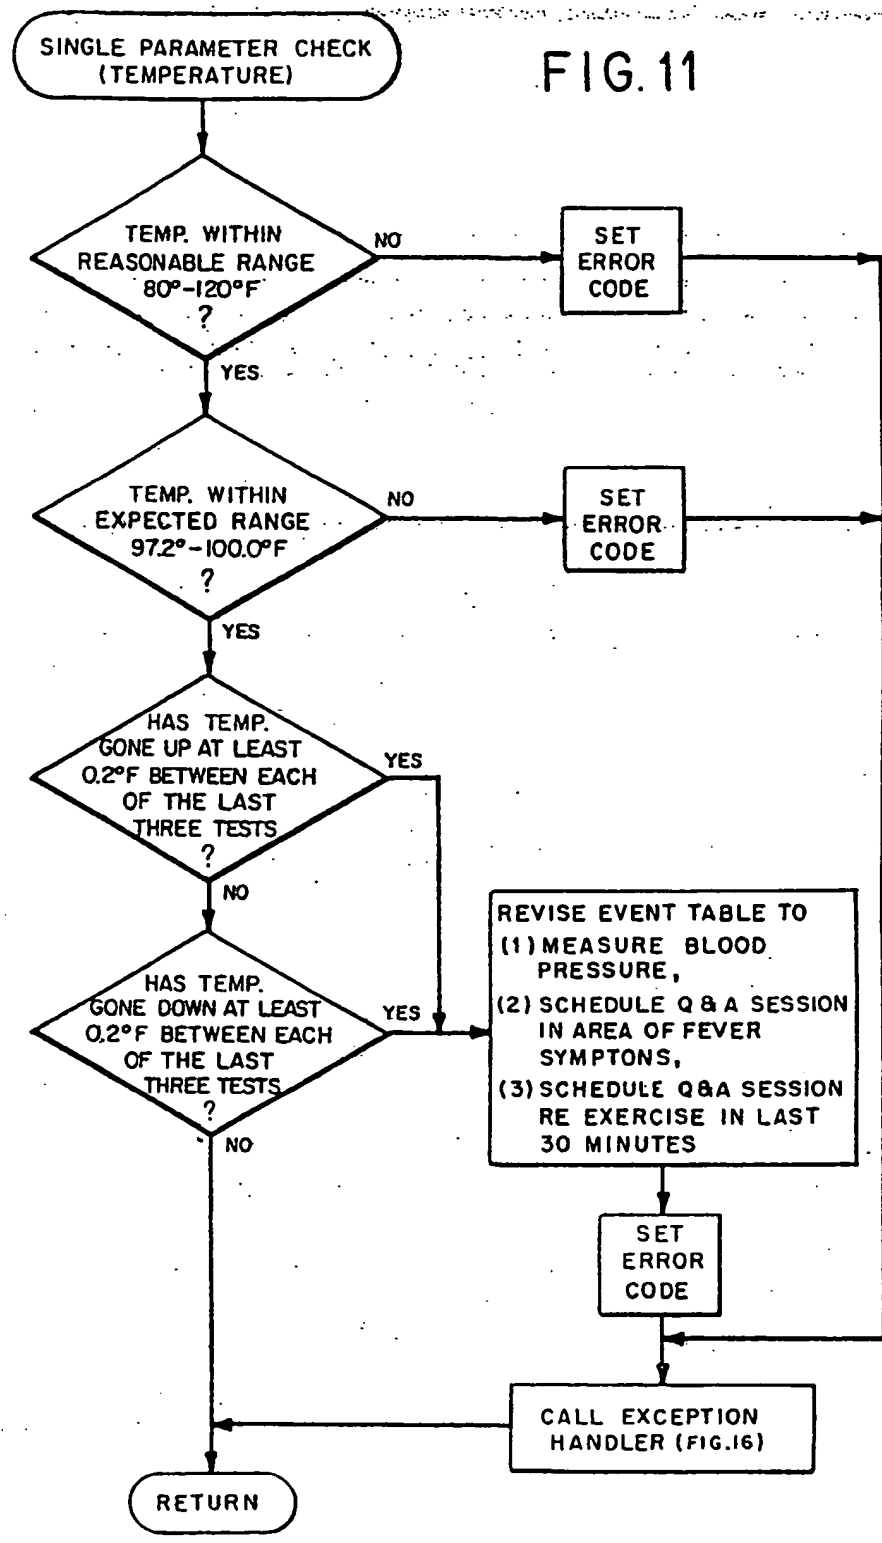 SINGLE PARAMETER CHECK
(TEMPERATURE)
FIG. 11
TEMP. WITHIN
REASONABLE RANGE
80°-120°F
?
NO
SET
ERROR
CODE
YES
TEMP. WITHIN
EXPECTED RANGE
97.2°-100.0°F
?
NO
SET
ERROR
CODE
YES
HAS TEMP.
GONE UP AT LEAST
0.2°F BETWEEN EACH
OF THE LAST
THREE TESTS
?
YES
NO
HAS TEMP.
GONE DOWN AT LEAST
0.2°F BETWEEN EACH
OF THE LAST
THREE TESTS
?
YES
NO
REVISE EVENT TABLE TO
(1) MEASURE BLOOD
PRESSURE,
(2) SCHEDULE Q & A SESSION
IN AREA OF FEVER
SYMPTONS,
(3) SCHEDULE Q&A SESSION
RE EXERCISE IN LAST
30 MINUTES
SET
ERROR
CODE
CALL EXCEPTION
HANDLER (FIG.16)
RETURN